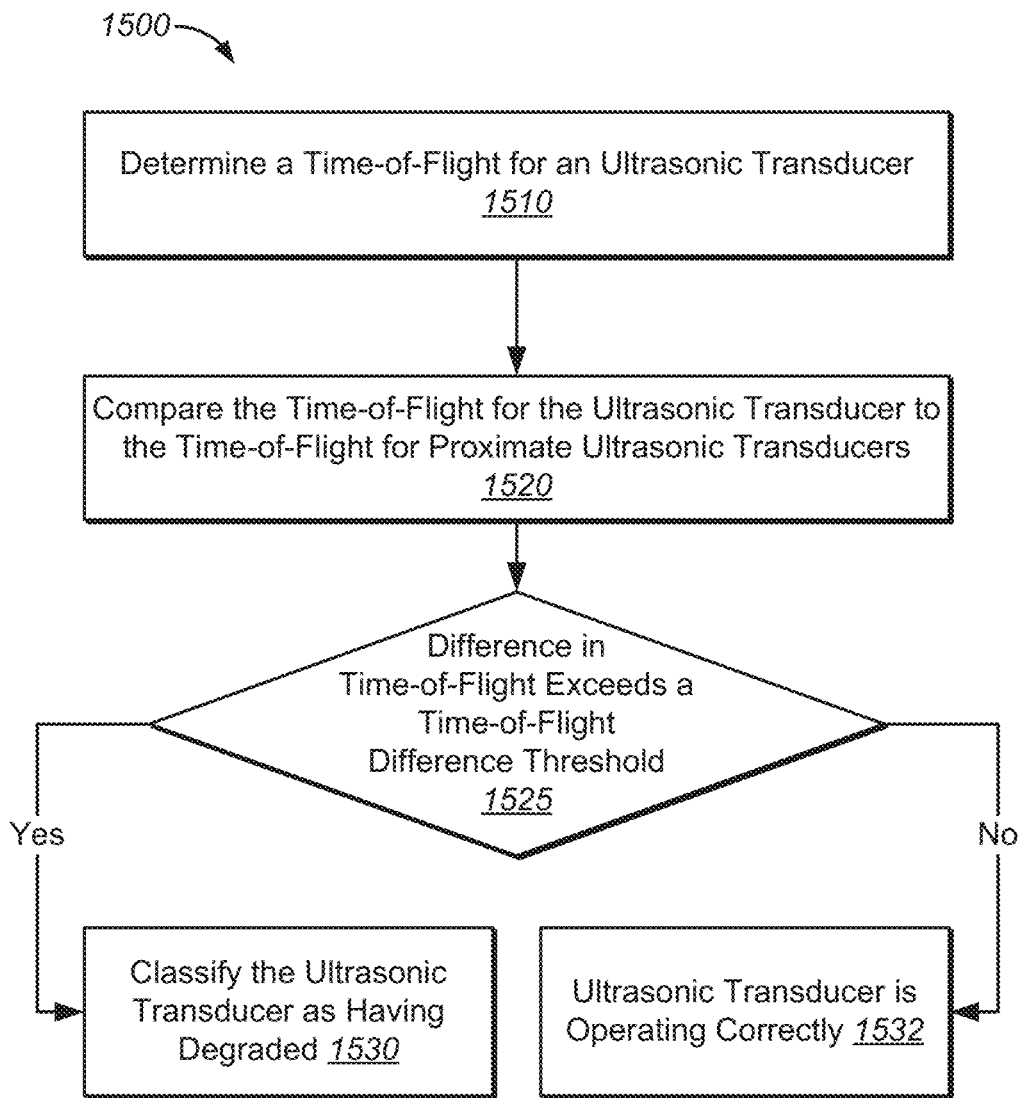 1500
Determine a Time-of-Flight for an Ultrasonic Transducer
1510
Compare the Time-of-Flight for the Ultrasonic Transducer to
the Time-of-Flight for Proximate Ultrasonic Transducers
1520
Difference in
Time-of-Flight Exceeds a
Time-of-Flight
Difference Threshold
1525
Yes
No
Classify the Ultrasonic
Transducer as Having
Degraded 1530
Ultrasonic Transducer is
Operating Correctly 1532